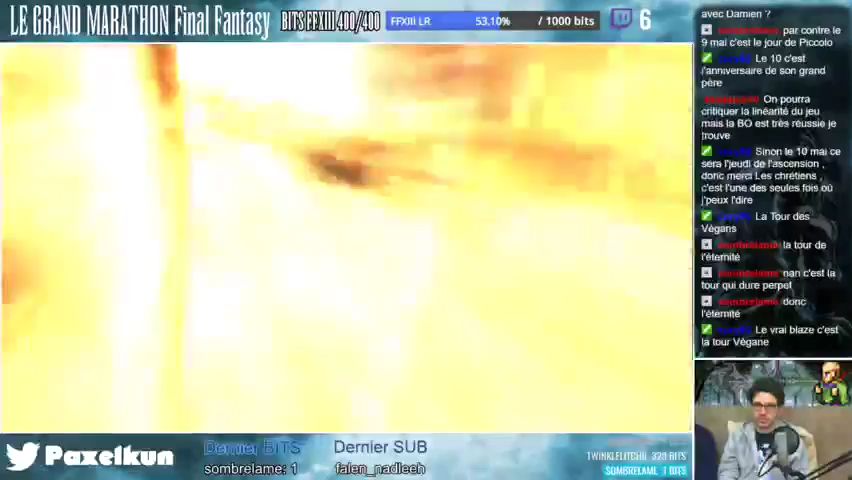 LE GRAND MARATHON Final Fantasy
BITS FFXIII 400/400
FFXIII LR 53.10% / 1000 bits
6
avec Damien ?
par contre le
9 mai c'est le jour de Piccolo
Le 10 c'est
l'anniversaire de son grand
père
On pourra
critiquer la linéarité du jeu
mais la BO est très réussie je
trouve
Sinon le 10 mai ce
sera l'jeudi de l'ascension ,
donc merci Les chrétiens ,
c'est l'une des seules fois où
j'peux l'dire
La Tour des
Végans
sombrelame la tour de
l'éternité
nan c'est la
tour qui dure perpet
sombrelame donc
l'éternité
Le vrai blaze c'est
la tour Végane
Paxelkun
Dernier BITS
sombrelame: 1
Dernier SUB
falen_nadleeh
SOMBRELAME 1 BITS